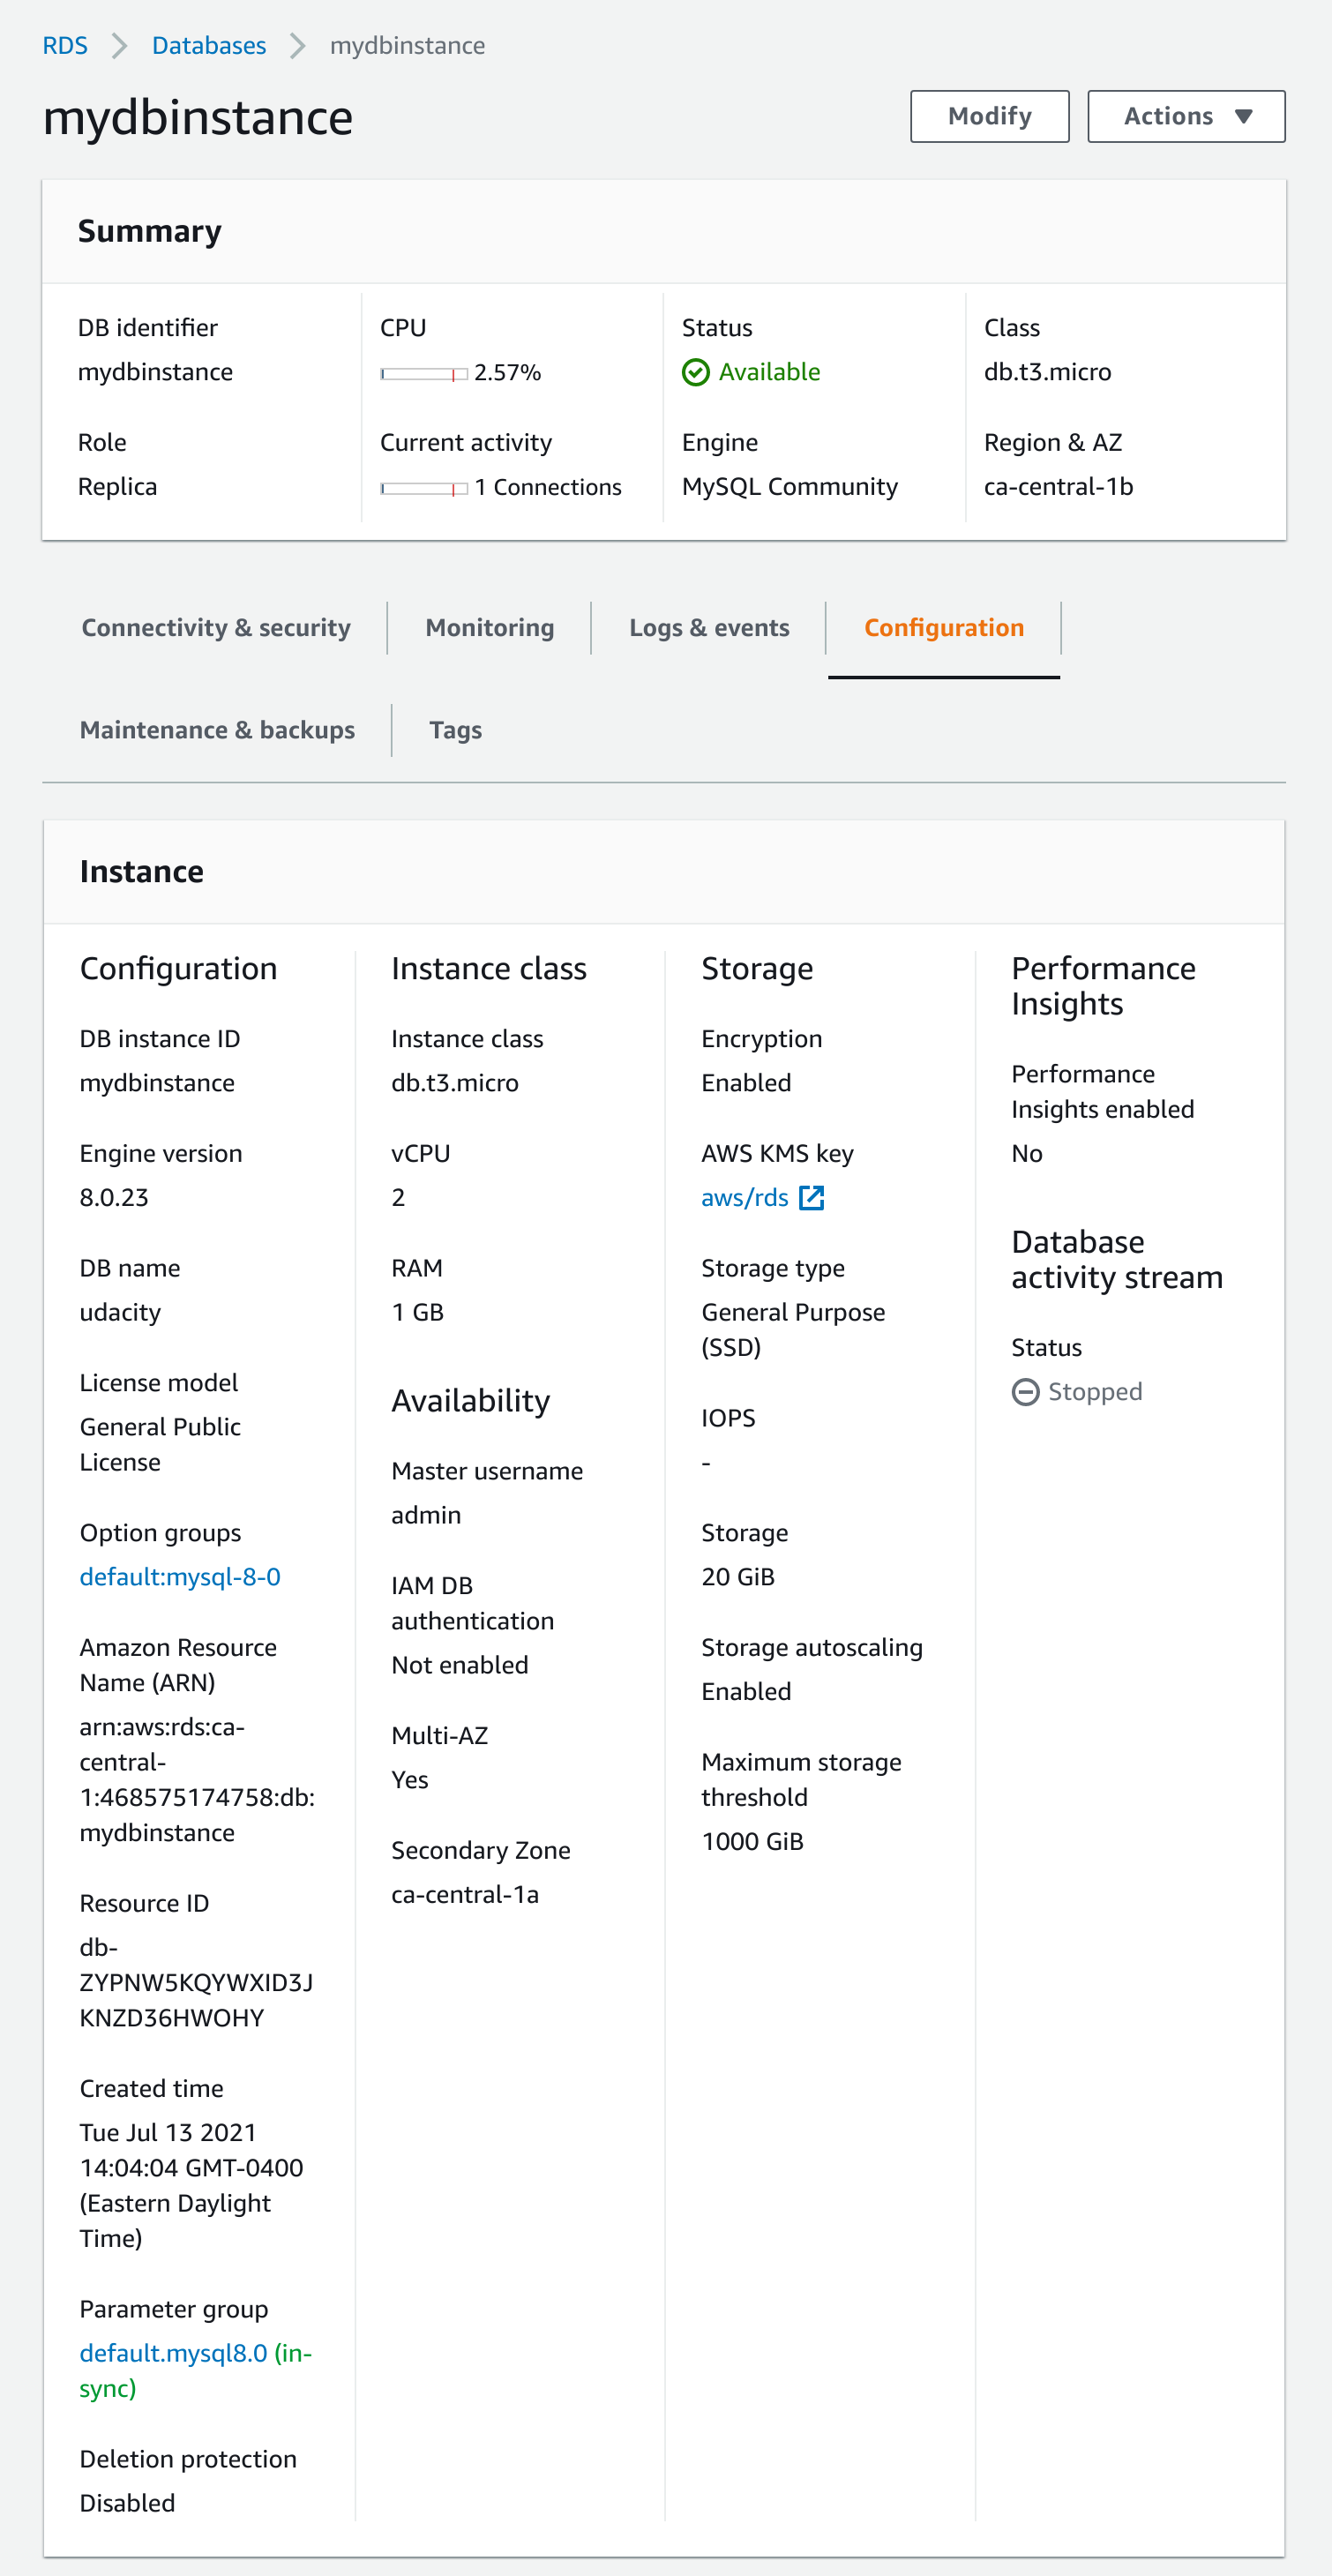 RDS > Databases > mydbinstance
mydbinstance
Modify
Actions
Summary
DB identifier
mydbinstance
Role
Replica
CPU
2.57%
Current activity
1 Connections
Status
Available
Engine
MySQL Community
Class
db.t3.micro
Region & AZ
ca-central-1b
Connectivity & security
Monitoring
Logs & events
Configuration
Maintenance & backups
Tags
Instance
Configuration
DB instance ID
mydbinstance
Engine version
8.0.23
DB name
udacity
License model
General Public
License
Option groups
default:mysql-8-0
Amazon Resource
Name (ARN)
arn:aws:rds:ca-
central-
1:468575174758:db:
mydbinstance
Resource ID
db-
ZYPNW5KQYWXID3J
KNZD36HWOHY
Created time
Tue Jul 13 2021
14:04:04 GMT-0400
(Eastern Daylight
Time)
Parameter group
default.mysql8.0 (in-
sync)
Deletion protection
Disabled
Instance class
Instance class
db.t3.micro
vCPU
2
RAM
1 GB
Availability
Master username
admin
IAM DB
authentication
Not enabled
Multi-AZ
Yes
Secondary Zone
ca-central-1a
Storage
Encryption
Enabled
AWS KMS key
aws/rds
Storage type
General Purpose
(SSD)
IOPS
-
Storage
20 GiB
Storage autoscaling
Enabled
Maximum storage
threshold
1000 GiB
Performance
Insights
Performance
Insights enabled
No
Database
activity stream
Status
Stopped